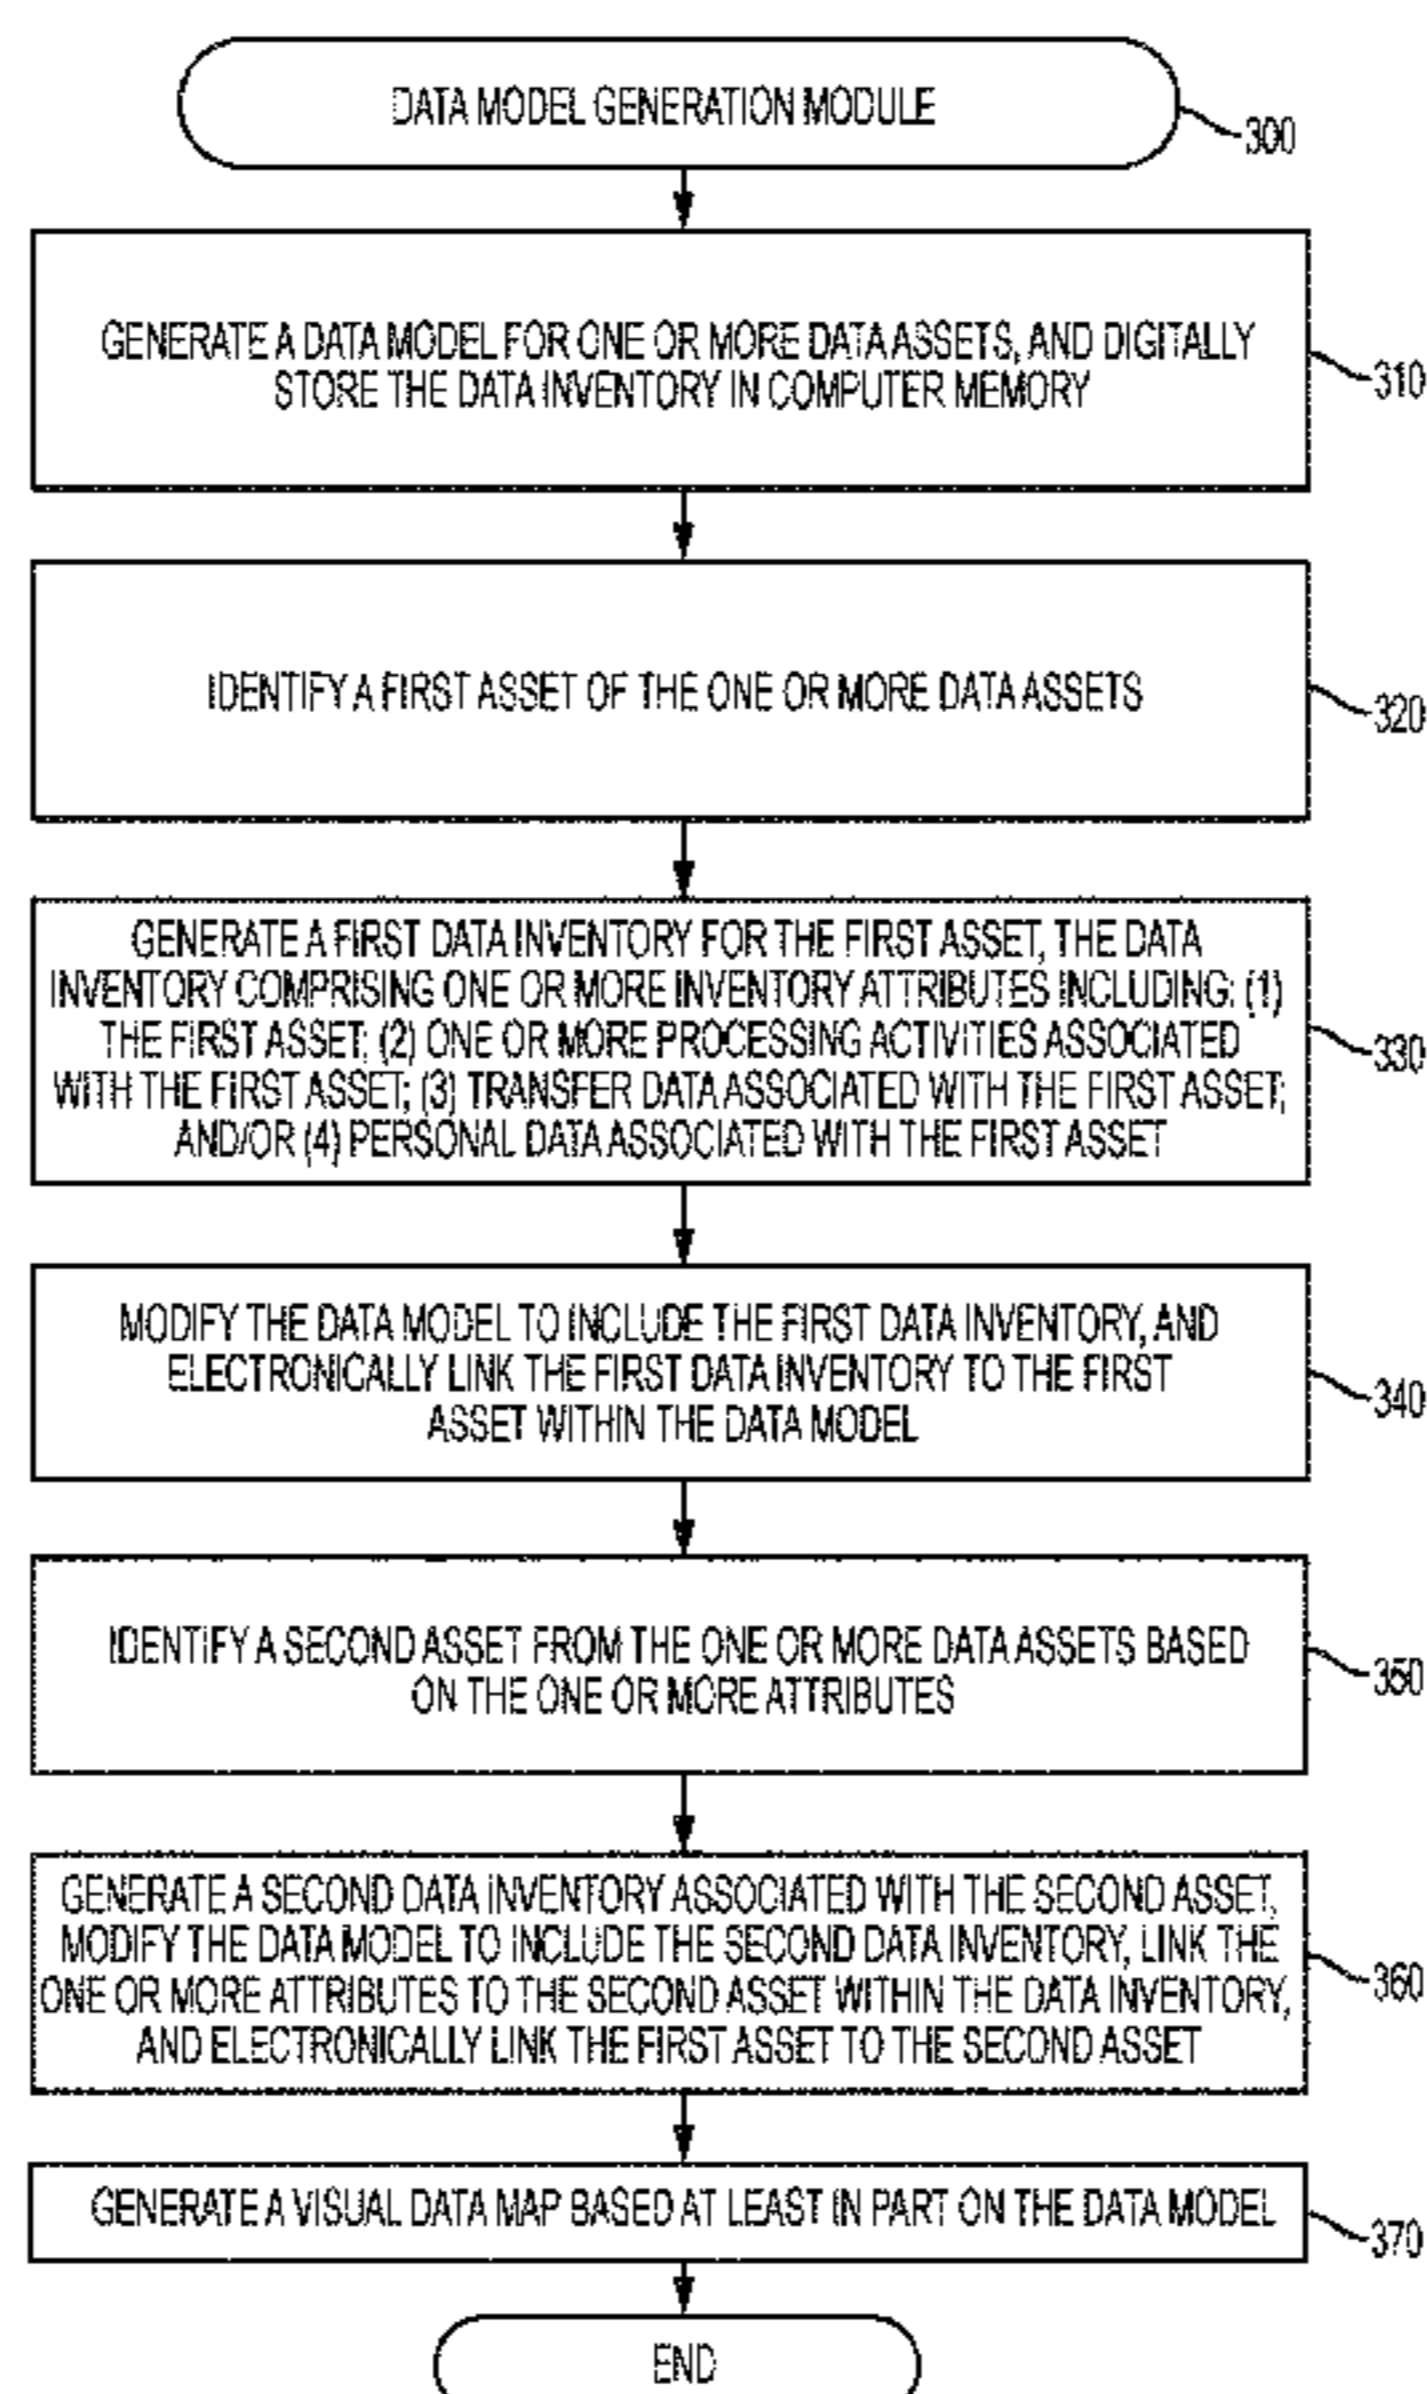 DATA MODEL GENERATION MODULE
300
GENERATE A DATA MODEL FOR ONE OR MORE DATA ASSETS, AND DIGITALLY
STORE THE DATA INVENTORY IN COMPUTER MEMORY
310
IDENTIFY A FIRST ASSET OF THE ONE OR MORE DATA ASSETS
320
GENERATE A FIRST DATA INVENTORY FOR THE FIRST ASSET, THE DATA
INVENTORY COMPRISING ONE OR MORE INVENTORY ATTRIBUTES INCLUDING: (1)
THE FIRST ASSET; (2) ONE OR MORE PROCESSING ACTIVITIES ASSOCIATED
WITH THE FIRST ASSET; (3) TRANSFER DATA ASSOCIATED WITH THE FIRST ASSET;
AND/OR (4) PERSONAL DATA ASSOCIATED WITH THE FIRST ASSET
330
MODIFY THE DATA MODEL TO INCLUDE THE FIRST DATA INVENTORY, AND
ELECTRONICALLY LINK THE FIRST DATA INVENTORY TO THE FIRST
ASSET WITHIN THE DATA MODEL
340
IDENTIFY A SECOND ASSET FROM THE ONE OR MORE DATA ASSETS BASED
ON THE ONE OR MORE ATTRIBUTES
350
GENERATE A SECOND DATA INVENTORY ASSOCIATED WITH THE SECOND ASSET,
MODIFY THE DATA MODEL TO INCLUDE THE SECOND DATA INVENTORY, LINK THE
ONE OR MORE ATTRIBUTES TO THE SECOND ASSET WITHIN THE DATA INVENTORY,
AND ELECTRONICALLY LINK THE FIRST ASSET TO THE SECOND ASSET
360
GENERATE A VISUAL DATA MAP BASED AT LEAST IN PART ON THE DATA MODEL
370
END